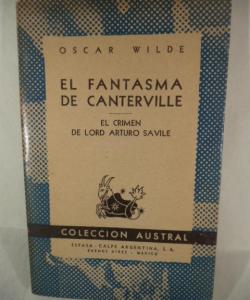 OSCAR WILDE
EL FANTASMA
DE CANTERVILLE
EL CRIMEN
DE LORD ARTURO SAVILE
COLECCION AUSTRAL
ESPASA-CALPE ARGENTINA, S. A.
BUENOS AIRES - MEXICO